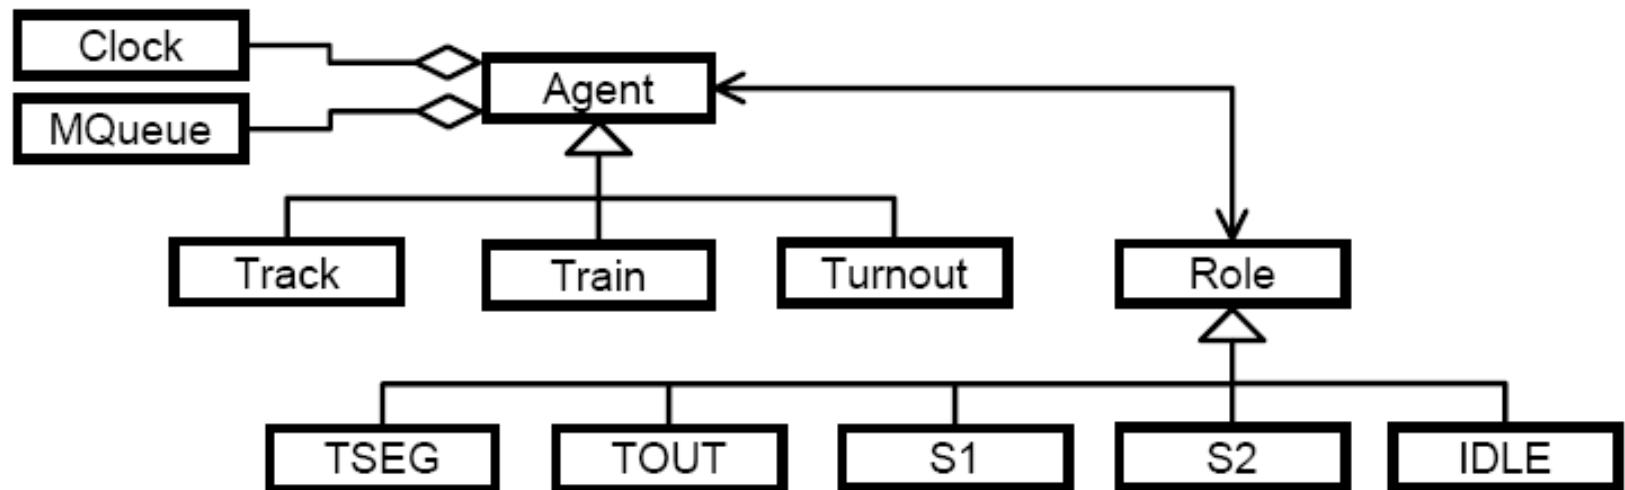 Clock
Agent
MQueue
Track
Train
Turnout
Role
TSEG
TOUT
S1
S2
IDLE